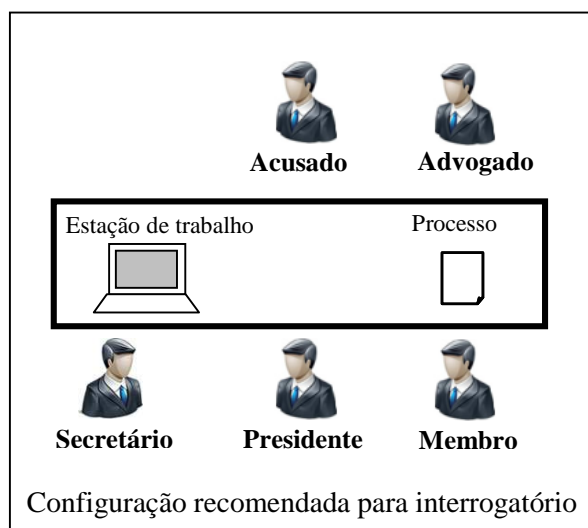 Acusado Advogado
Estação de trabalho Processo
Secretário Presidente Membro
Configuração recomendada para interrogatório